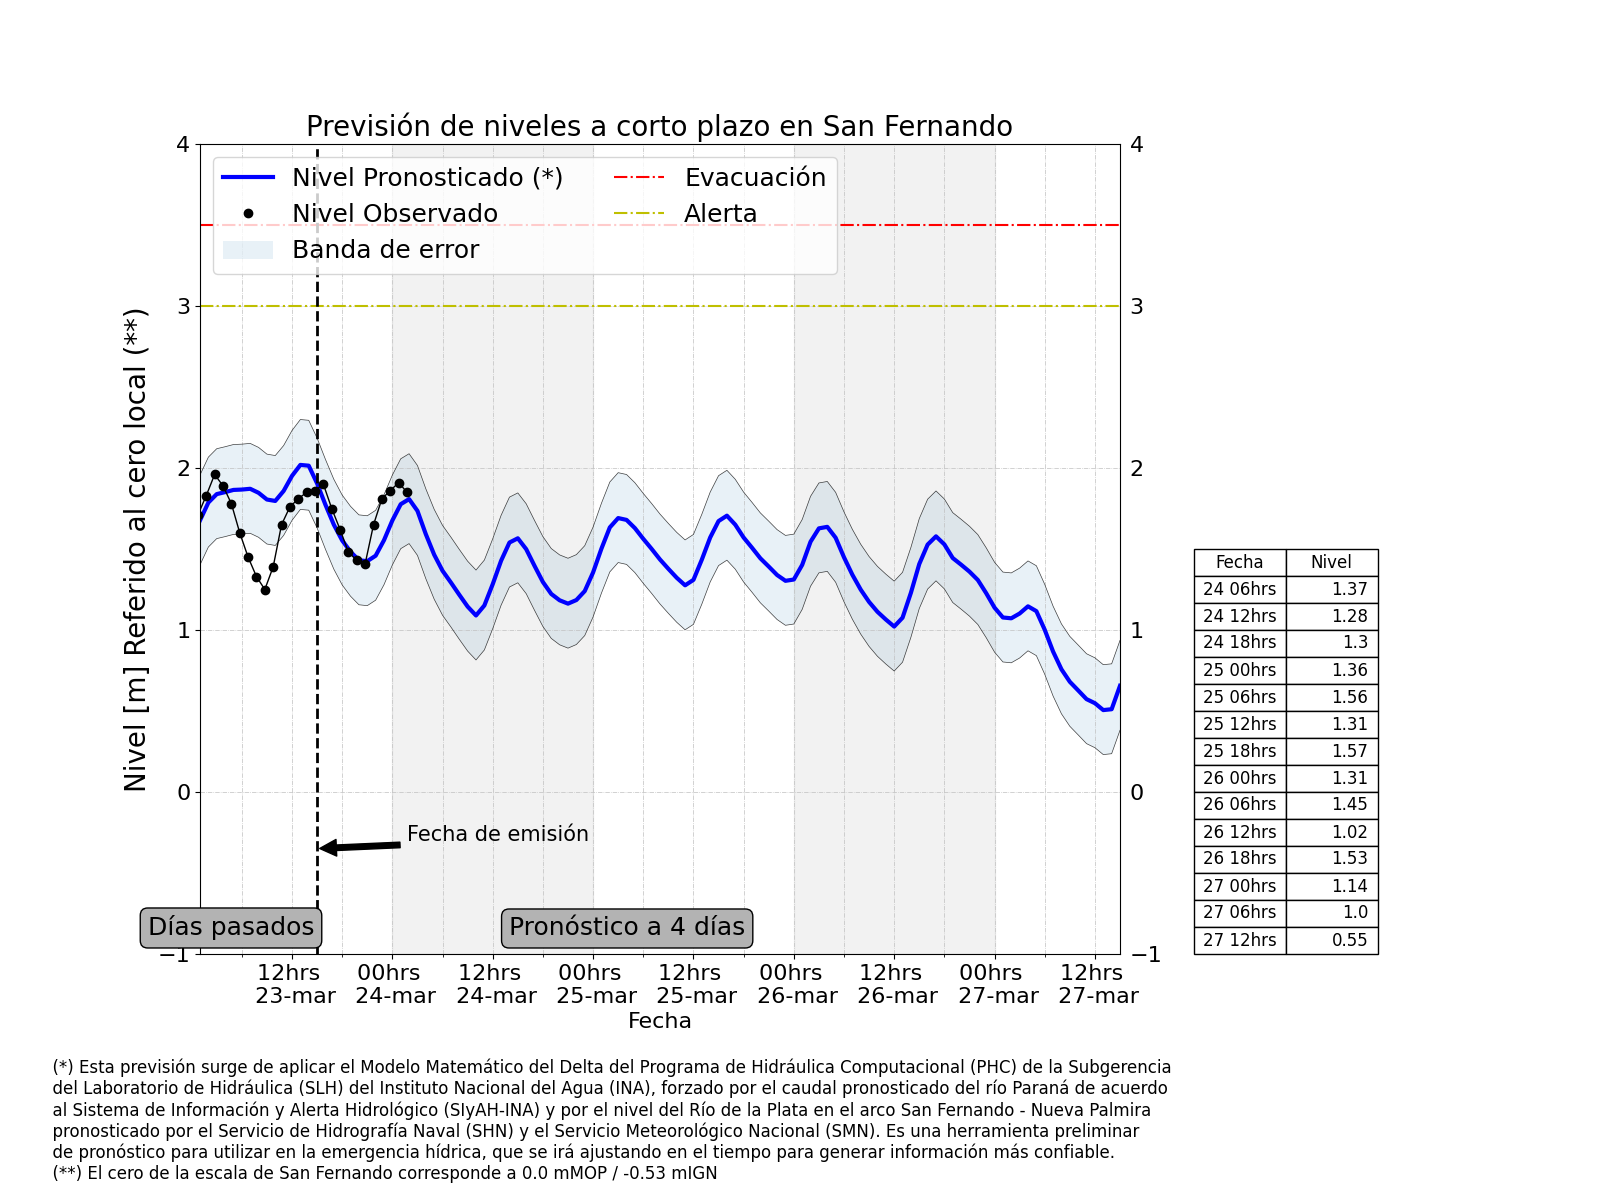 Previsión de niveles a corto plazo en San Fernando
Nivel Pronosticado (*)
Nivel Observado
Banda de error
Evacuación
Alerta
Nivel [m] Referido al cero local (**)
4
3
2
1
0
−1
4
3
2
1
0
−1
Fecha de emisión
Días pasados
Pronóstico a 4 días
12hrs
23-mar
00hrs
24-mar
12hrs
24-mar
00hrs
25-mar
12hrs
25-mar
00hrs
26-mar
12hrs
26-mar
00hrs
27-mar
12hrs
27-mar
Fecha
Fecha Nivel
24 06hrs 1.37
24 12hrs 1.28
24 18hrs 1.3
25 00hrs 1.36
25 06hrs 1.56
25 12hrs 1.31
25 18hrs 1.57
26 00hrs 1.31
26 06hrs 1.45
26 12hrs 1.02
26 18hrs 1.53
27 00hrs 1.14
27 06hrs 1.0
27 12hrs 0.55
(*) Esta previsión surge de aplicar el Modelo Matemático del Delta del Programa de Hidráulica Computacional (PHC) de la Subgerencia
del Laboratorio de Hidráulica (SLH) del Instituto Nacional del Agua (INA), forzado por el caudal pronosticado del río Paraná de acuerdo
al Sistema de Información y Alerta Hidrológico (SIyAH-INA) y por el nivel del Río de la Plata en el arco San Fernando - Nueva Palmira
pronosticado por el Servicio de Hidrografía Naval (SHN) y el Servicio Meteorológico Nacional (SMN). Es una herramienta preliminar
de pronóstico para utilizar en la emergencia hídrica, que se irá ajustando en el tiempo para generar información más confiable.
(**) El cero de la escala de San Fernando corresponde a 0.0 mMOP / -0.53 mIGN